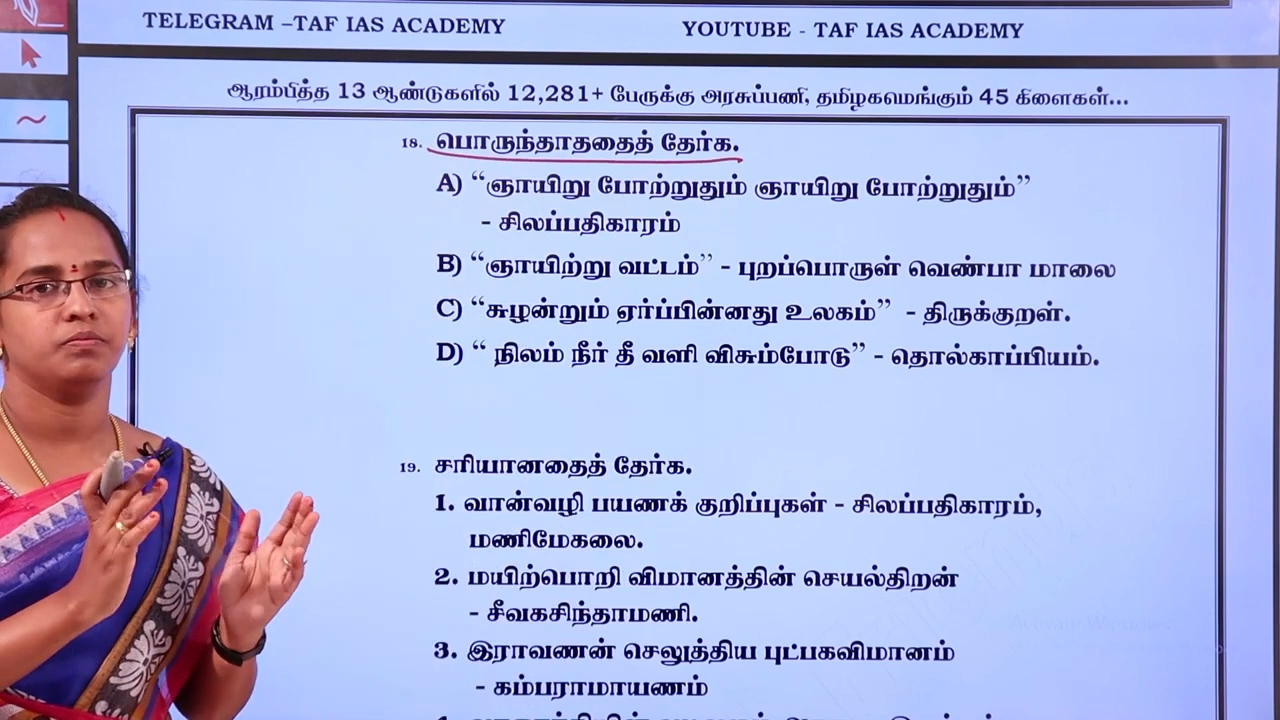 TELEGRAM –TAF IAS ACADEMY YOUTUBE - TAF IAS ACADEMY
ஆரம்பித்த 13 ஆண்டுகளில் 12,281+ பேருக்கு அரசுப்பணி, தமிழகமெங்கும் 45 கிளைகள்...
18. பொருந்தாததைத் தேர்க.
A) “ஞாயிறு போற்றுதும் ஞாயிறு போற்றுதும்”
- சிலப்பதிகாரம்
B) “ஞாயிற்று வட்டம்” - புறப்பொருள் வெண்பா மாலை
C) “சுழன்றும் ஏர்ப்பின்னது உலகம்” - திருக்குறள்.
D) “ நிலம் நீர் தீ வளி விசும்போடு” - தொல்காப்பியம்.
19. சரியானதைத் தேர்க.
1. வான்வழி பயணக் குறிப்புகள் - சிலப்பதிகாரம்,
மணிமேகலை.
2. மயிற்பொறி விமானத்தின் செயல்திறன்
- சீவகசிந்தாமணி.
3. இராவணன் செலுத்திய புட்பகவிமானம்
- கம்பராமாயணம்